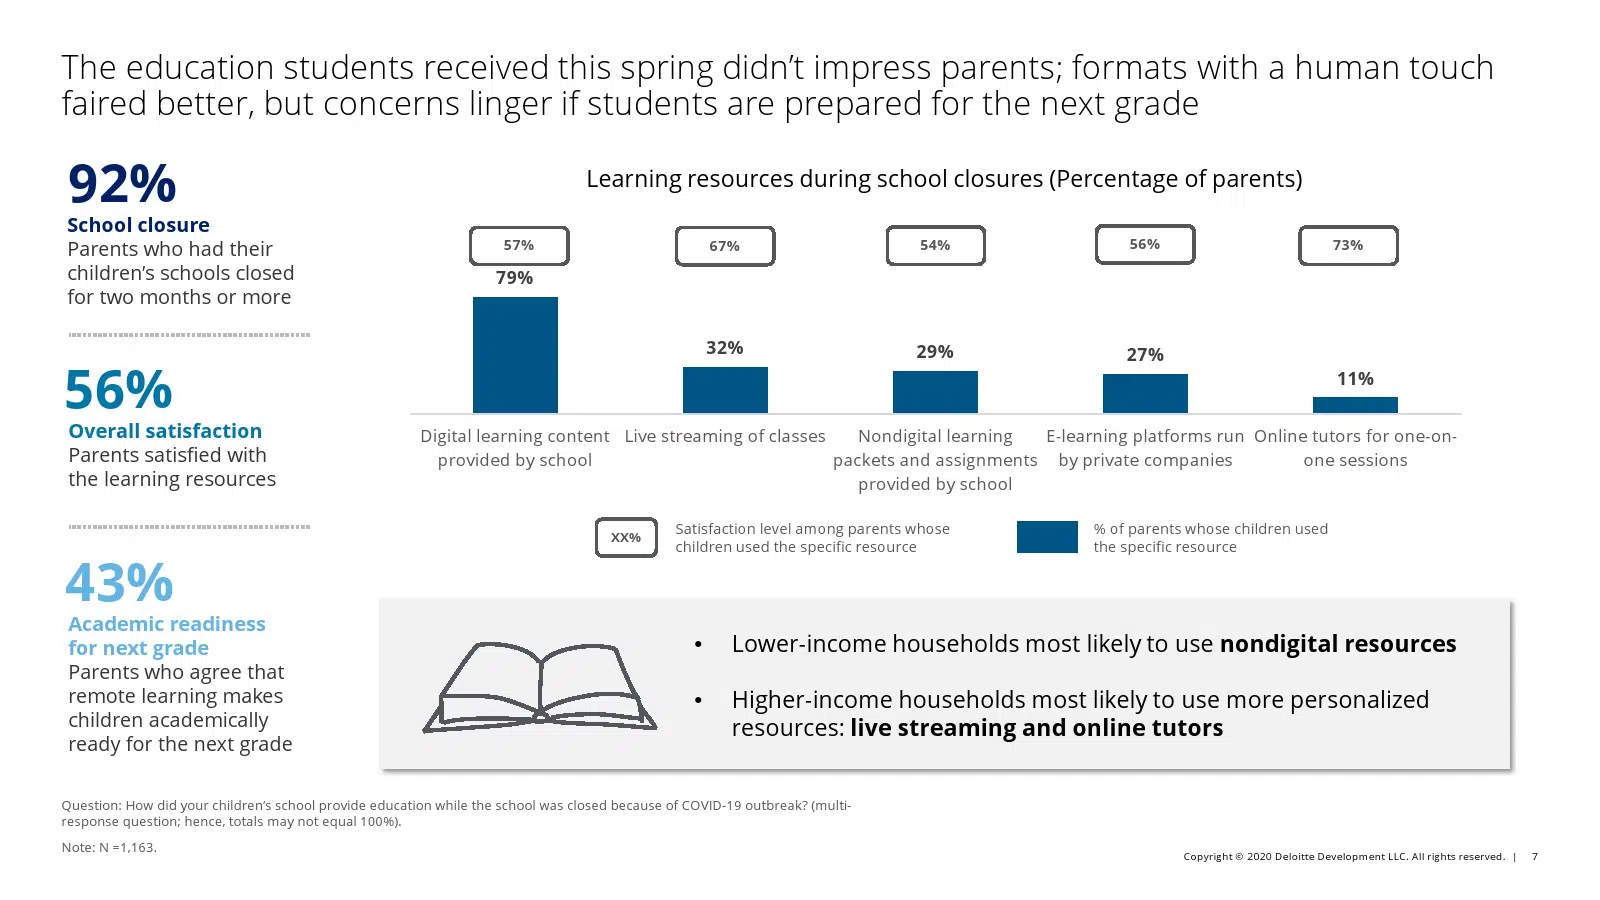 The education students received this spring didn’t impress parents; formats with a human touch
faired better, but concerns linger if students are prepared for the next grade
92%
School closure
Parents who had their
children’s schools closed
for two months or more
56%
Overall satisfaction
Parents satisfied with
the learning resources
43%
Academic readiness
for next grade
Parents who agree that
remote learning makes
children academically
ready for the next grade
Learning resources during school closures (Percentage of parents)
57%
67%
54%
56%
73%
79%
32%
29%
27%
11%
Digital learning content
provided by school
Live streaming of classes
Nondigital learning
packets and assignments
provided by school
E-learning platforms run
by private companies
Online tutors for one-on-
one sessions
XX%
Satisfaction level among parents whose
children used the specific resource
% of parents whose children used
the specific resource
• Lower-income households most likely to use nondigital resources
• Higher-income households most likely to use more personalized
resources: live streaming and online tutors
Question: How did your children’s school provide education while the school was closed because of COVID-19 outbreak? (multi-
response question; hence, totals may not equal 100%).
Note: N =1,163.
Copyright © 2020 Deloitte Development LLC. All rights reserved. | 7